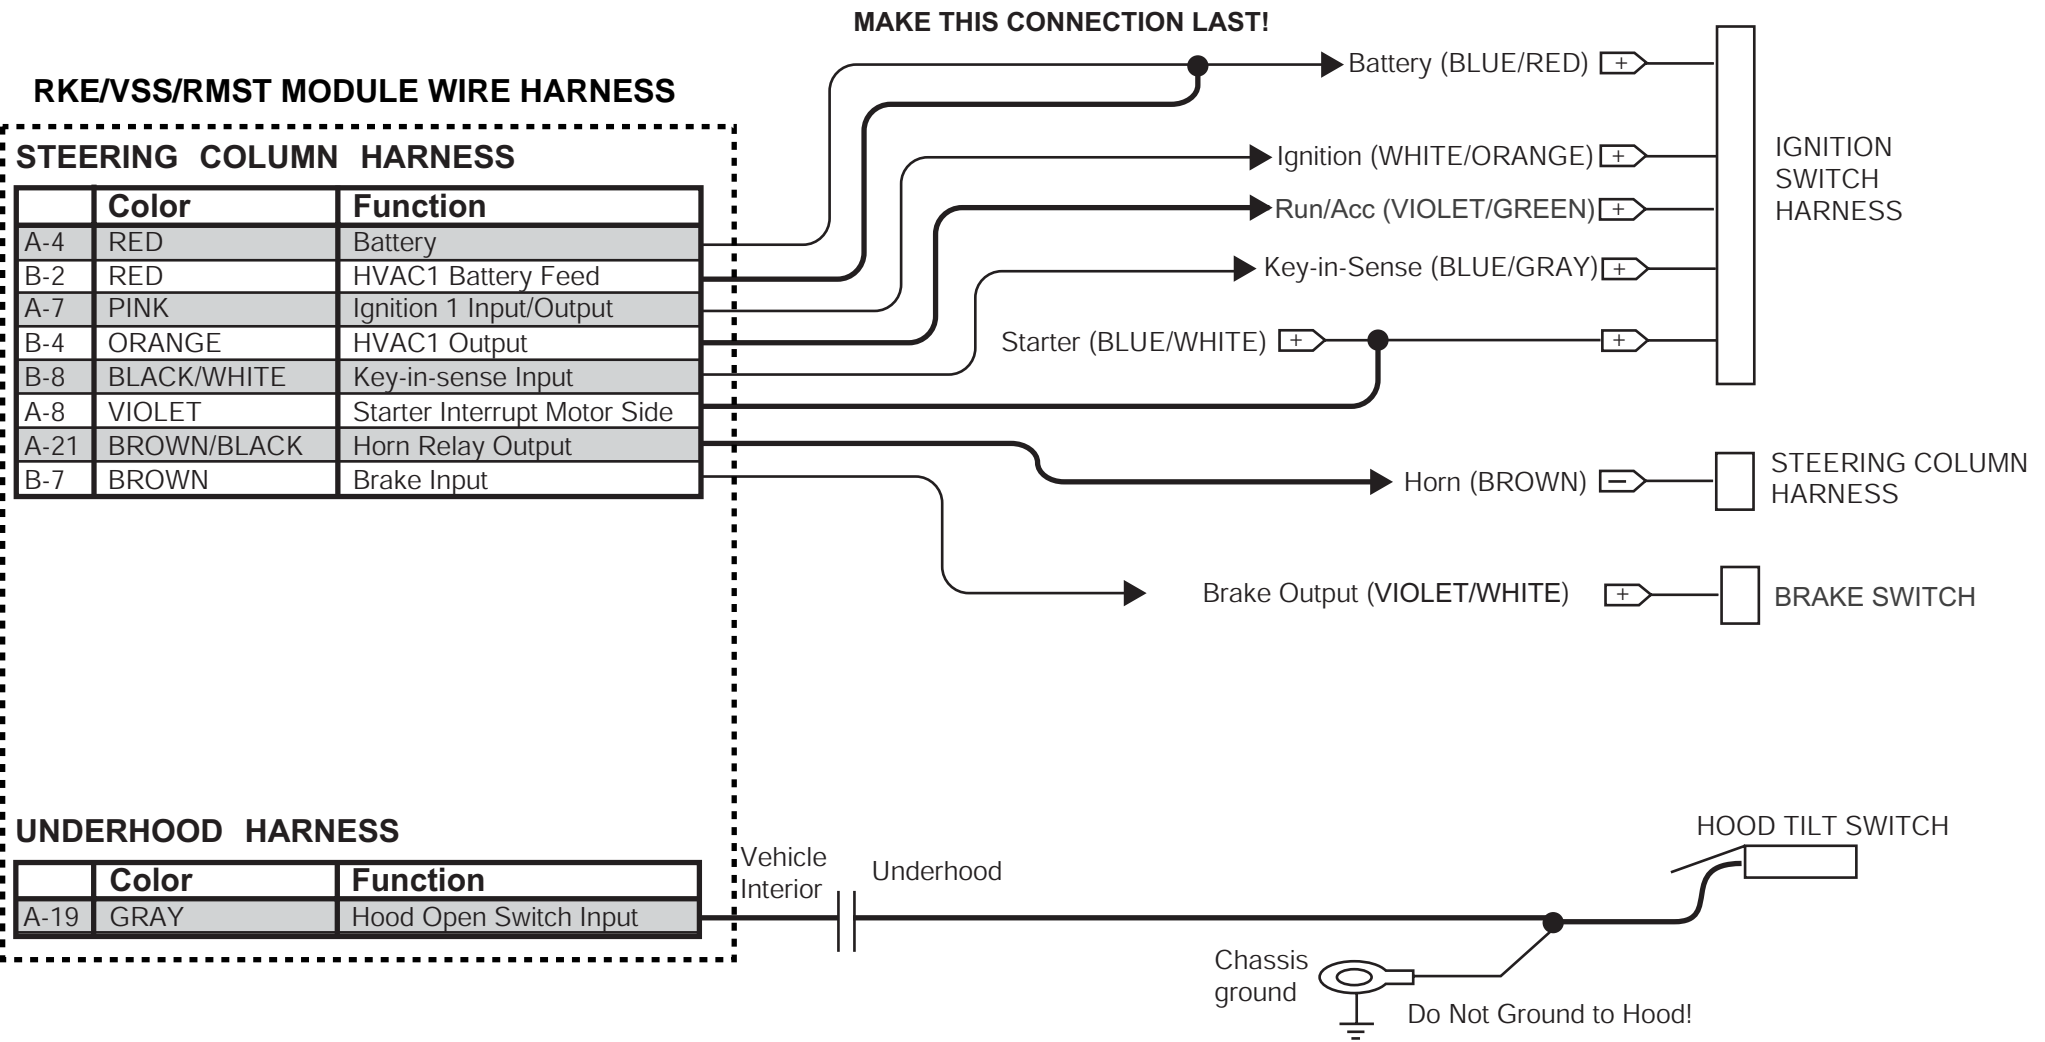 MAKE THIS CONNECTION LAST!
RKE/VSS/RMST MODULE WIRE HARNESS
STEERING COLUMN HARNESS
Color Function
A-4 RED Battery
B-2 RED HVAC1 Battery Feed
A-7 PINK Ignition 1 Input/Output
B-4 ORANGE HVAC1 Output
B-8 BLACK/WHITE Key-in-sense Input
A-8 VIOLET Starter Interrupt Motor Side
A-21 BROWN/BLACK Horn Relay Output
B-7 BROWN Brake Input
Battery (BLUE/RED) +
Ignition (WHITE/ORANGE) +
Run/Acc (VIOLET/GREEN) +
Key-in-Sense (BLUE/GRAY) +
Starter (BLUE/WHITE) + +
IGNITION
SWITCH
HARNESS
Horn (BROWN) −
STEERING COLUMN
HARNESS
Brake Output (VIOLET/WHITE) +
BRAKE SWITCH
UNDERHOOD HARNESS
Color Function
A-19 GRAY Hood Open Switch Input
Vehicle
Interior
Underhood
HOOD TILT SWITCH
Chassis
ground
Do Not Ground to Hood!